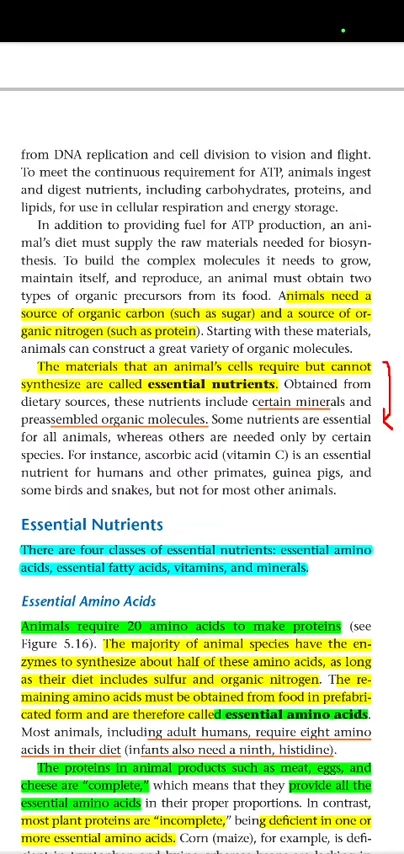 from DNA replication and cell division to vision and flight.
To meet the continuous requirement for ATP, animals ingest
and digest nutrients, including carbohydrates, proteins, and
lipids, for use in cellular respiration and energy storage.
In addition to providing fuel for ATP production, an ani-
mal's diet must supply the raw materials needed for biosyn-
thesis. To build the complex molecules it needs to grow,
maintain itself, and reproduce, an animal must obtain two
types of organic precursors from its food. Animals need a
source of organic carbon (such as sugar) and a source of or-
ganic nitrogen (such as protein). Starting with these materials,
animals can construct a great variety of organic molecules.
The materials that an animal's cells require but cannot
synthesize are called essential nutrients. Obtained from
dietary sources, these nutrients include certain minerals and
preassembled organic molecules. Some nutrients are essential
for all animals, whereas others are needed only by certain
species. For instance, ascorbic acid (vitamin C) is an essential
nutrient for humans and other primates, guinea pigs, and
some birds and snakes, but not for most other animals.
Essential Nutrients
There are four classes of essential nutrients: essential amino
acids, essential fatty acids, vitamins, and minerals.
Essential Amino Acids
Animals require 20 amino acids to make proteins (see
Figure 5.16). The majority of animal species have the en-
zymes to synthesize about half of these amino acids, as long
as their diet includes sulfur and organic nitrogen. The re-
maining amino acids must be obtained from food in prefabri-
cated form and are therefore called essential amino acids.
Most animals, including adult humans, require eight amino
acids in their diet (infants also need a ninth, histidine).
The proteins in animal products such as meat, eggs, and
cheese are "complete," which means that they provide all the
essential amino acids in their proper proportions. In contrast,
most plant proteins are "incomplete," being deficient in one or
more essential amino acids. Corn (maize), for example, is defi-